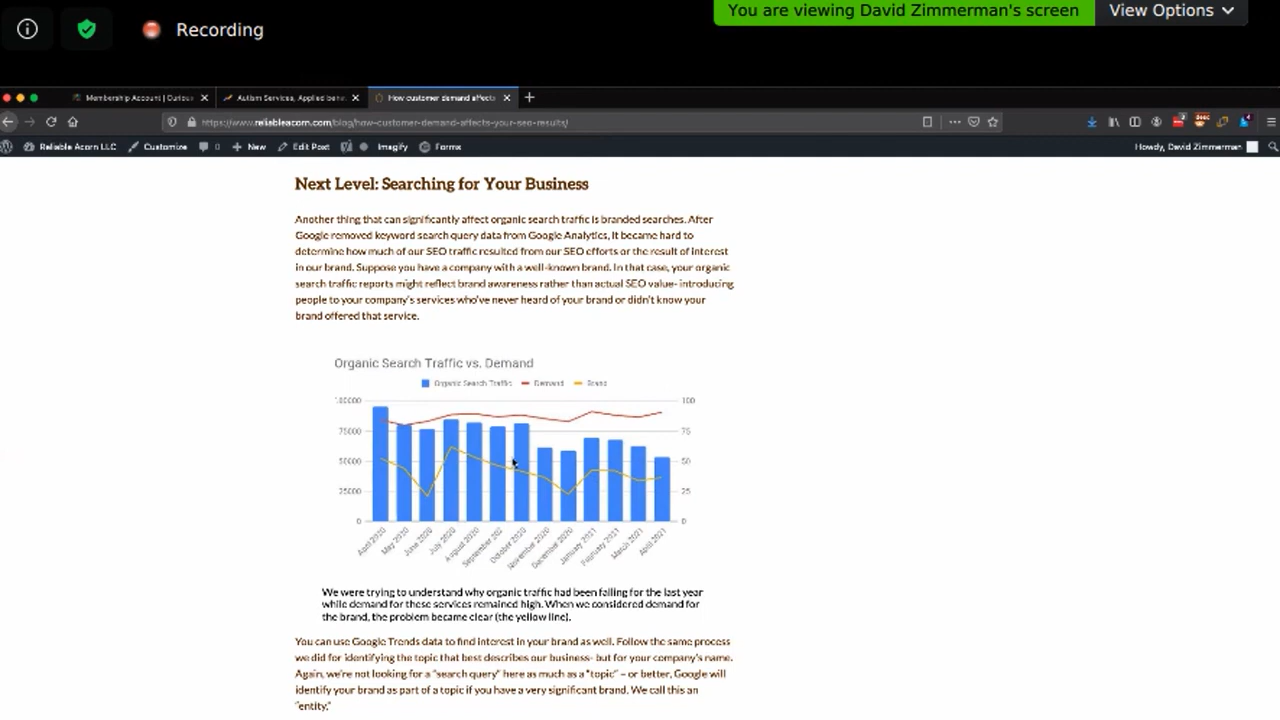 You are viewing David Zimmerman's screen
View Options
Recording
Membership Account | Curiou
Autism Services, Applied beha
How customer demand affects
https://www.reliableacorn.com/blog/how-customer-demand-affects-your-seo-results/
Reliable Acorn LLC
Customize
0
New
Edit Post
Imagify
Forms
Howdy, David Zimmerman
Next Level: Searching for Your Business
Another thing that can significantly affect organic search traffic is branded searches. After
Google removed keyword search query data from Google Analytics, it became hard to
determine how much of our SEO traffic resulted from our SEO efforts or the result of interest
in our brand. Suppose you have a company with a well-known brand. In that case, your organic
search traffic reports might reflect brand awareness rather than actual SEO value- introducing
people to your company's services who've never heard of your brand or didn't know your
brand offered that service.
Organic Search Traffic vs. Demand
Organic Search Traffic Demand Brand
100000 100
75000 75
50000 50
25000 25
0 0
April 2020 May 2020 June 2020 July 2020 August 2020 September 202 October 2020 November 2020 December 2020 January 2021 February 2021 March 2021 April 2021
We were trying to understand why organic traffic had been falling for the last year
while demand for these services remained high. When we considered demand for
the brand, the problem became clear (the yellow line).
You can use Google Trends data to find interest in your brand as well. Follow the same process
we did for identifying the topic that best describes our business- but for your company's name.
Again, we're not looking for a "search query" here as much as a "topic" – or better, Google will
identify your brand as part of a topic if you have a very significant brand. We call this an
"entity."